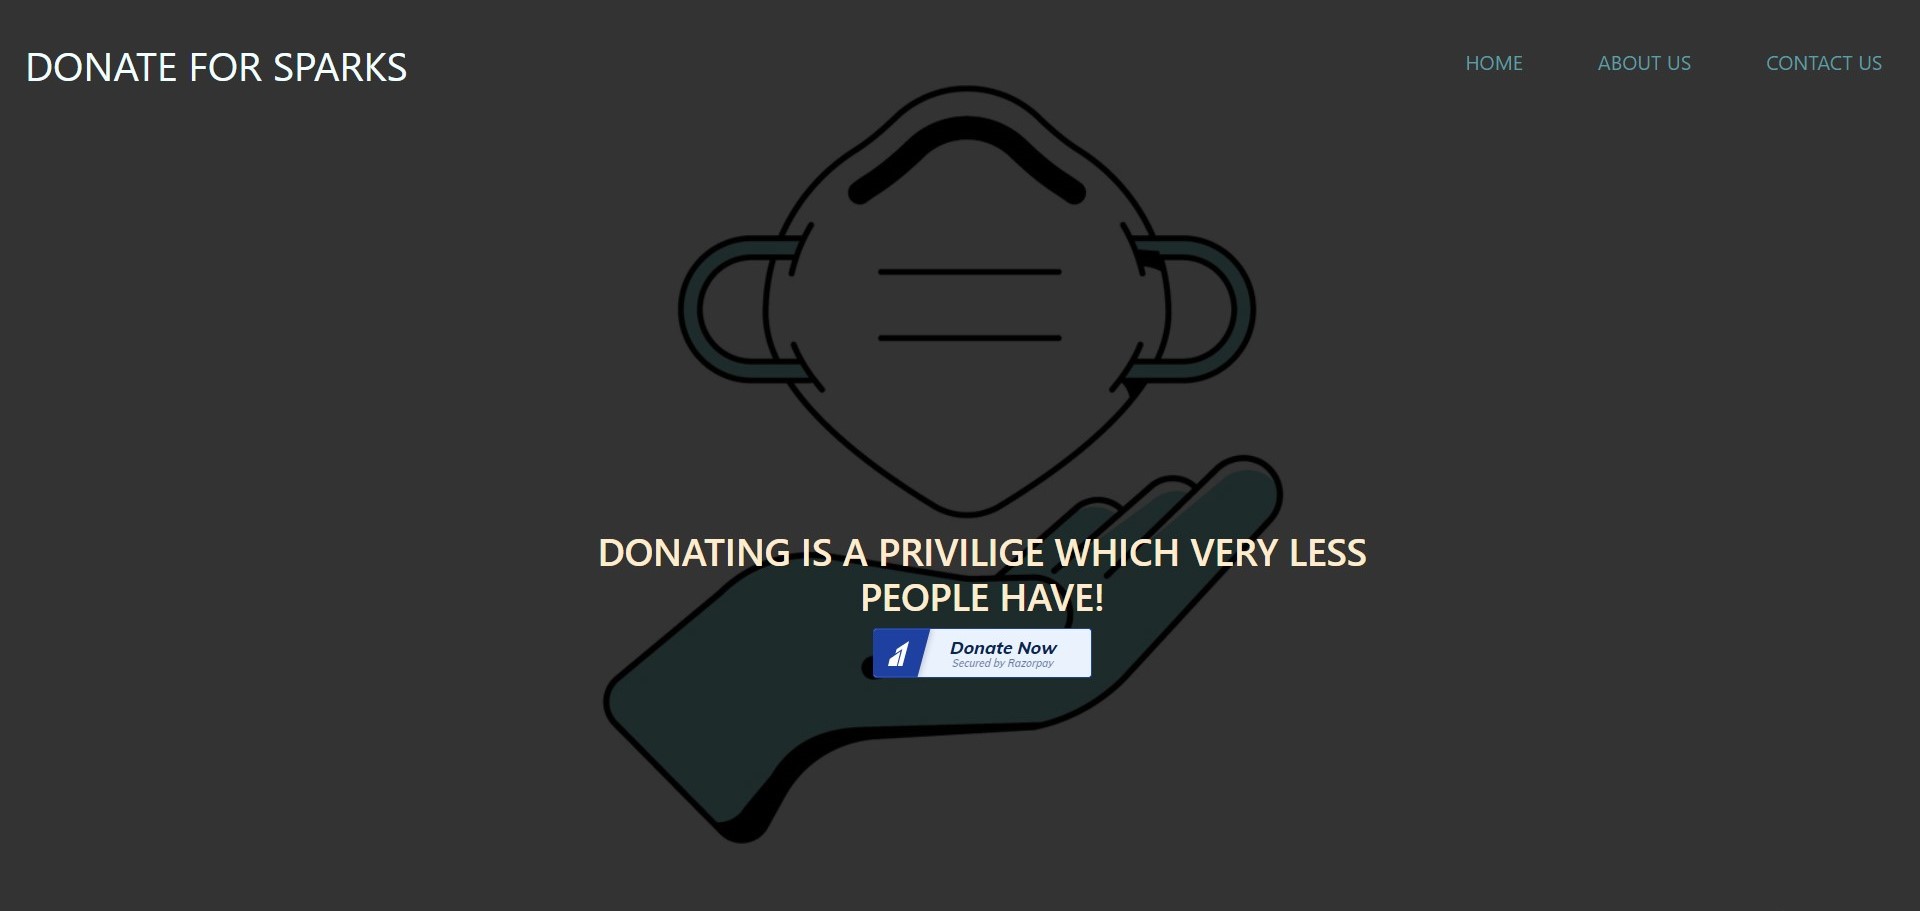 DONATE FOR SPARKS
HOME
ABOUT US
CONTACT US
DONATING IS A PRIVILIGE WHICH VERY LESS
PEOPLE HAVE!
Donate Now
Secured by Razorpay